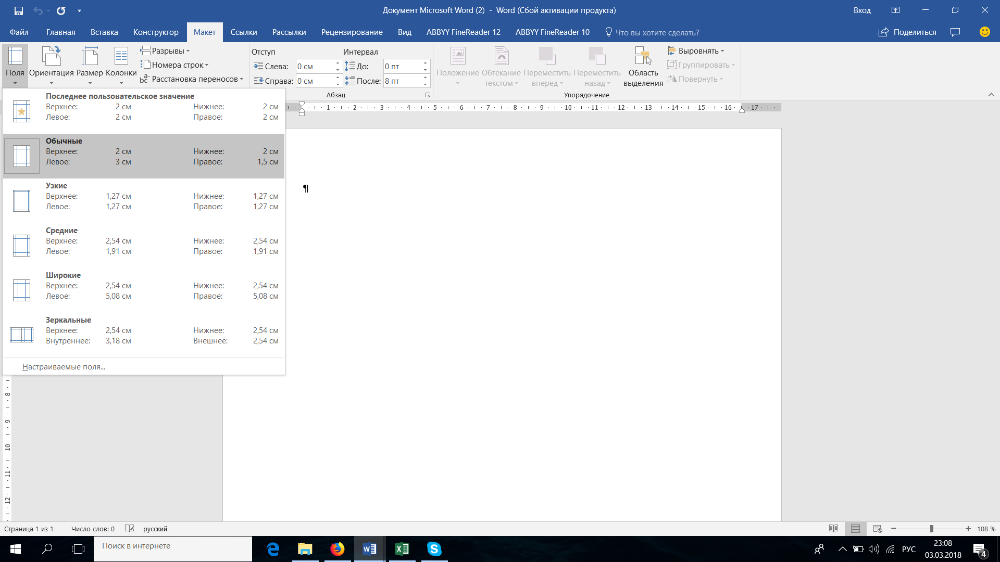 Документ Microsoft Word (2) - Word (Сбой активации продукта)
Вход
Файл Главная Вставка Конструктор Макет Ссылки Рассылки Рецензирование Вид ABBYY FineReader 12 ABBYY FineReader 10 Что вы хотите сделать? Поделиться
Поля Ориентация Размер Колонки
Разрывы
Номера строк
Расстановка переносов
Отступ Интервал
Слева: 0 см До: 0 пт
Справа: 0 см После: 8 пт
Абзац
Положение Обтекание текстом Переместить вперед Переместить назад Область выделения
Выровнять
Группировать
Повернуть
Упорядочение
1 2 3 4 5 6 7 8 9 10 11 12 13 14 15 16 17
Последнее пользовательское значение
Верхнее: 2 см Нижнее: 2 см
Левое: 2 см Правое: 2 см
Обычные
Верхнее: 2 см Нижнее: 2 см
Левое: 3 см Правое: 1,5 см
Узкие
Верхнее: 1,27 см Нижнее: 1,27 см
Левое: 1,27 см Правое: 1,27 см
Средние
Верхнее: 2,54 см Нижнее: 2,54 см
Левое: 1,91 см Правое: 1,91 см
Широкие
Верхнее: 2,54 см Нижнее: 2,54 см
Левое: 5,08 см Правое: 5,08 см
Зеркальные
Верхнее: 2,54 см Нижнее: 2,54 см
Внутреннее: 3,18 см Внешнее: 2,54 см
Настраиваемые поля...
¶
8
9
10
11
12
Страница 1 из 1 Число слов: 0 русский 108 %
Поиск в интернете
РУС
23:08
03.03.2018
4